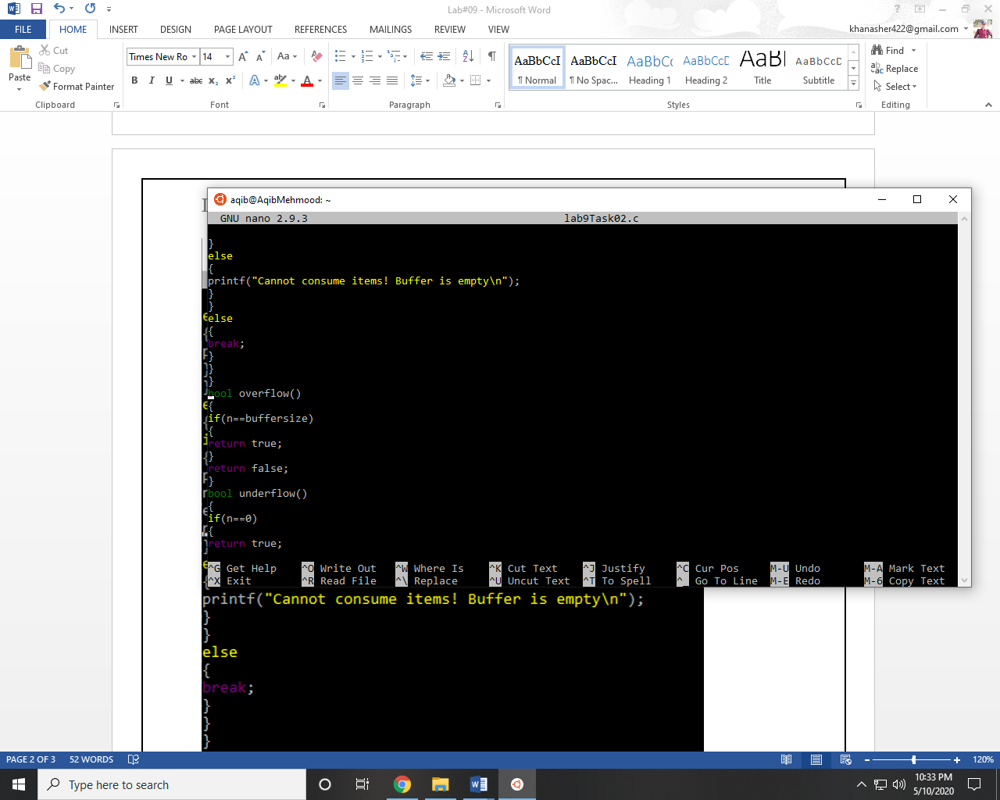 Lab#09 - Microsoft Word
FILE HOME INSERT DESIGN PAGE LAYOUT REFERENCES MAILINGS REVIEW VIEW
khanasher422@gmail.com
Paste
Cut
Copy
Format Painter
Clipboard
Times New Ro 14
Aa
B I U abc x₂ x²
Font
Paragraph
AaBbCcI AaBbCcI AaBbCc AaBbCcD AaBl AaBbCcD
¶ Normal ¶ No Spac... Heading 1 Heading 2 Title Subtitle
Styles
Find
Replace
Select
Editing
aqib@AqibMehmood: ~
GNU nano 2.9.3 lab9Task02.c
}
else
{
printf("Cannot consume items! Buffer is empty\n");
}
}
else
{
break;
}
}
}
bool overflow()
{
if(n==buffersize)
{
return true;
}
return false;
}
bool underflow()
{
if(n==0)
{
return true;
^G Get Help ^O Write Out ^W Where Is ^K Cut Text ^J Justify ^C Cur Pos M-U Undo M-A Mark Text
^X Exit ^R Read File ^\ Replace ^U Uncut Text ^T To Spell ^_ Go To Line M-E Redo M-6 Copy Text
printf("Cannot consume items! Buffer is empty\n");
}
}
else
{
break;
}
}
}
PAGE 2 OF 3 52 WORDS
120%
Type here to search
10:33 PM
5/10/2020